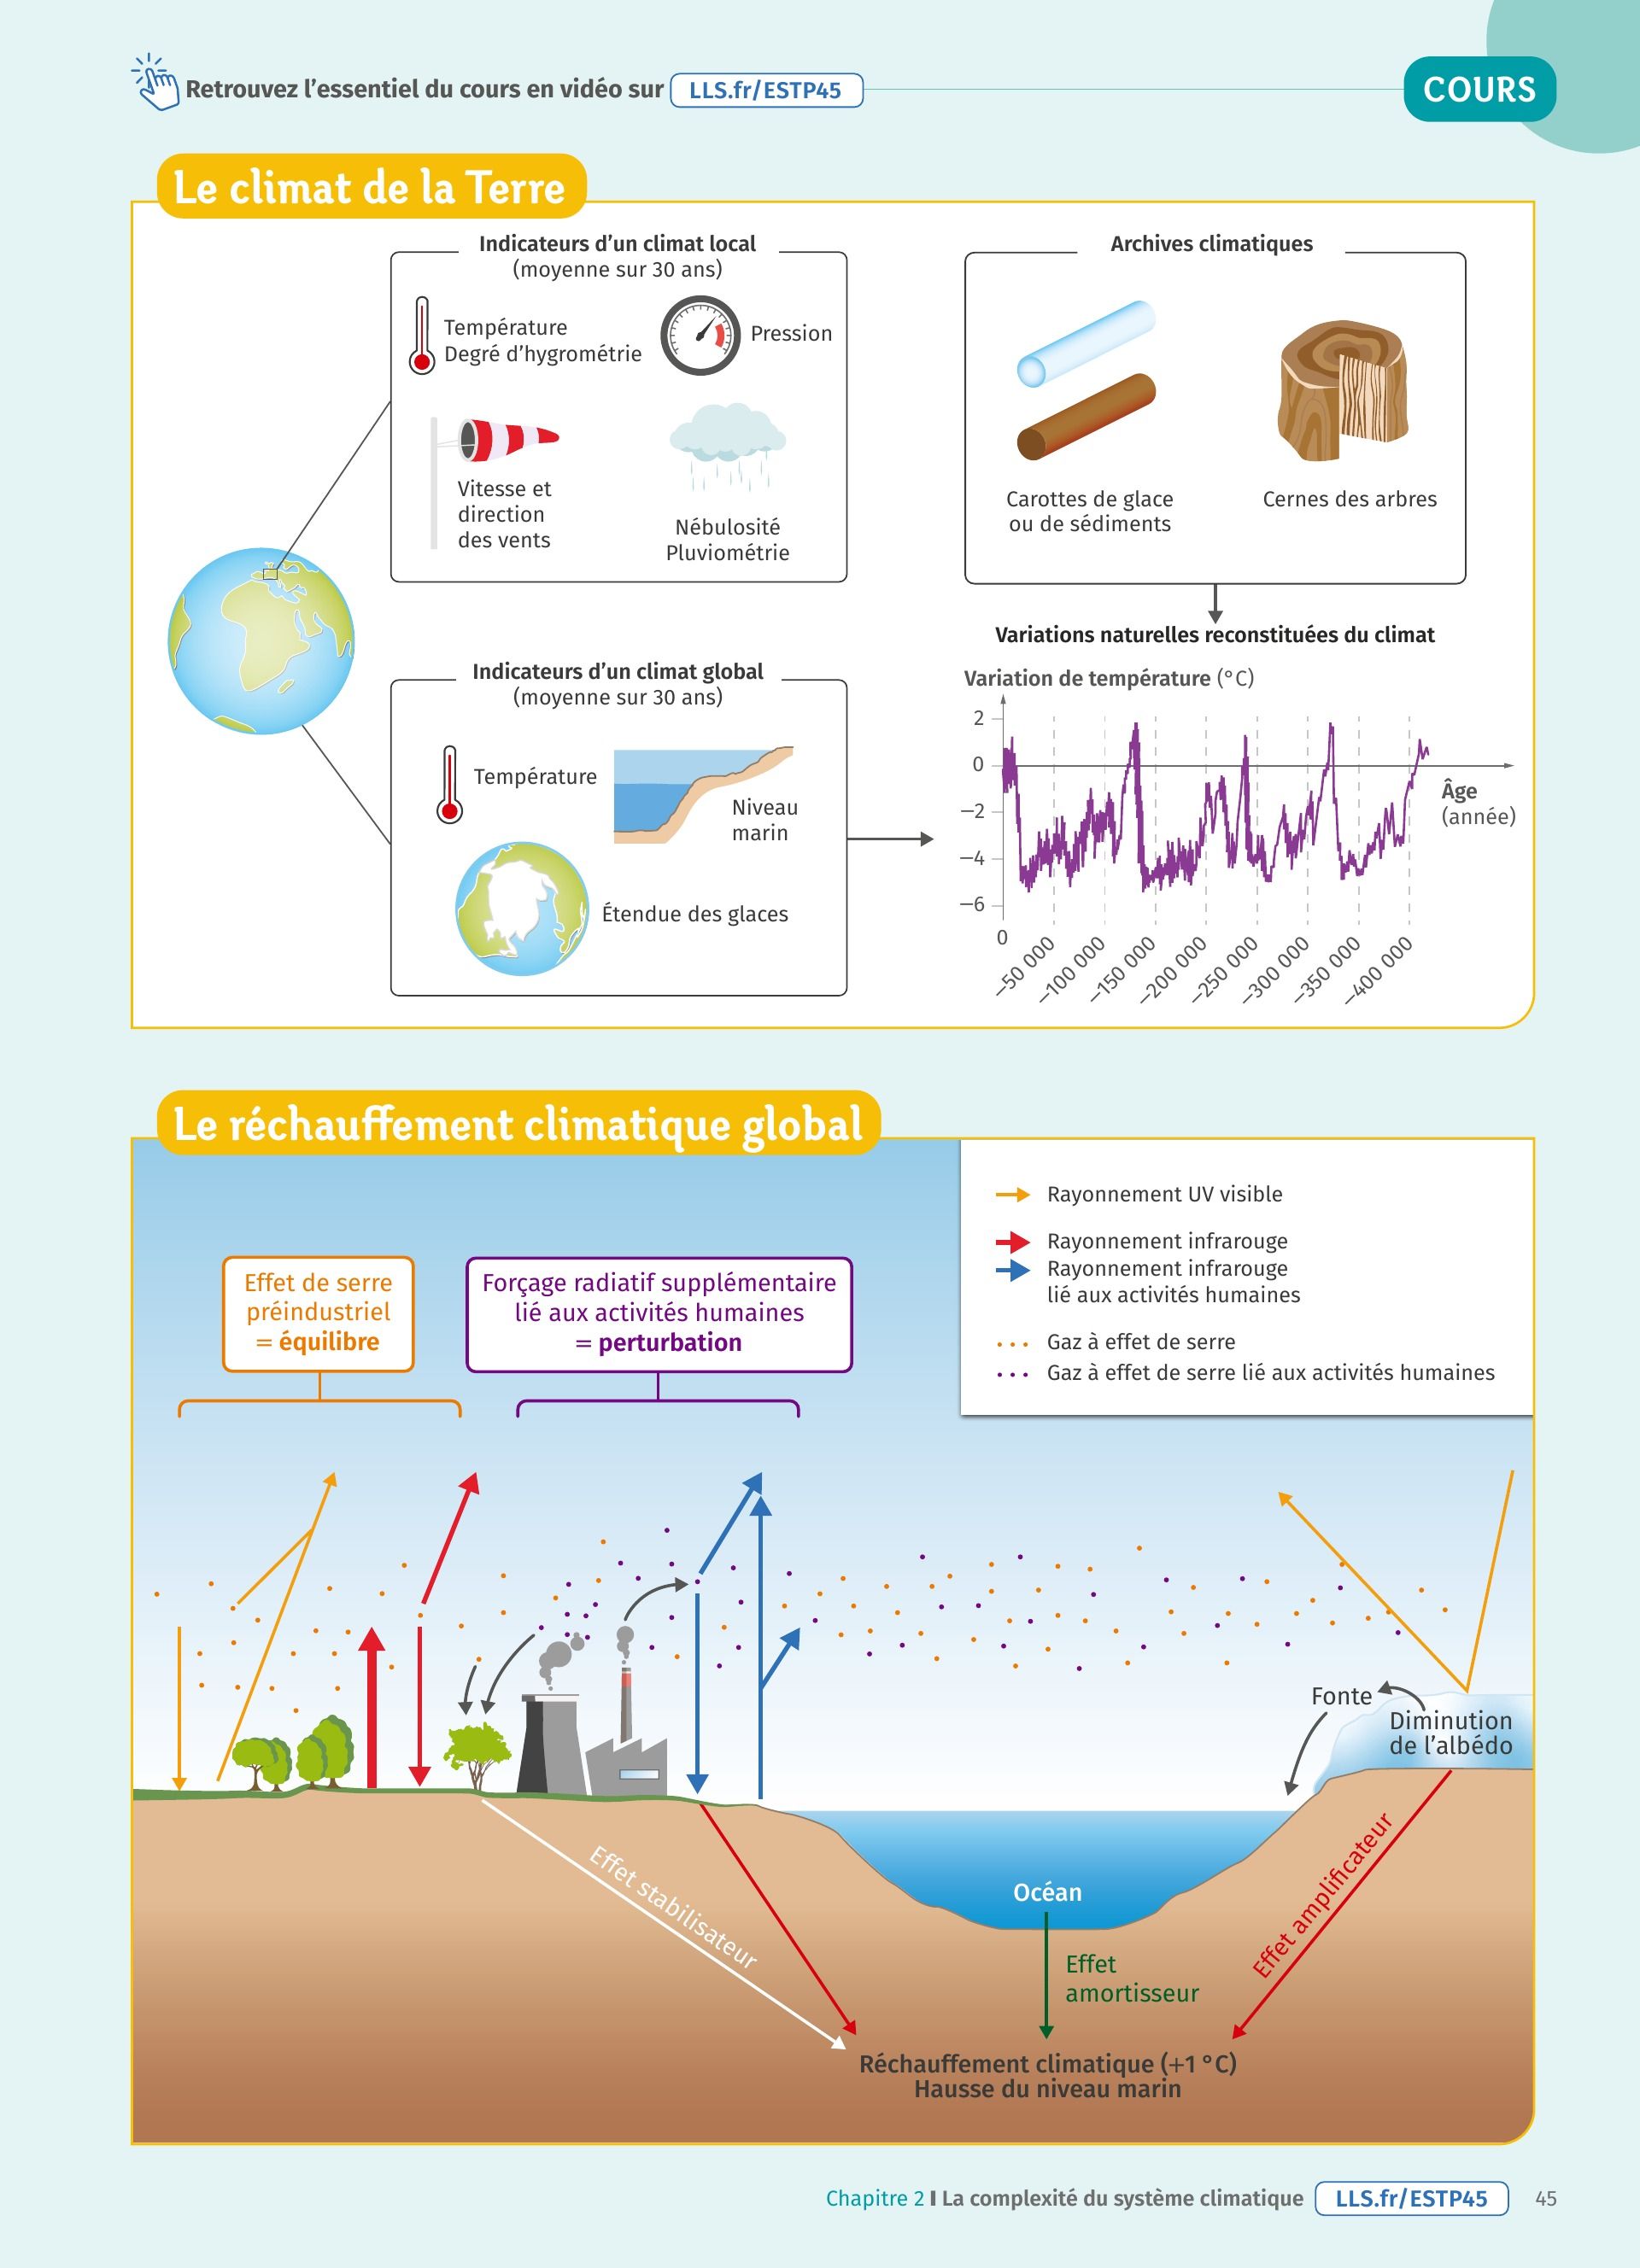 Retrouvez l’essentiel du cours en vidéo sur LLS.fr/ESTP45
COURS
Le climat de la Terre
Indicateurs d’un climat local
(moyenne sur 30 ans)
Température
Degré d’hygrométrie
Pression
Vitesse et
direction
des vents
Nébulosité
Pluviométrie
Indicateurs d’un climat global
(moyenne sur 30 ans)
Température
Niveau
marin
Étendue des glaces
Archives climatiques
Carottes de glace
ou de sédiments
Cernes des arbres
Variations naturelles reconstituées du climat
Variation de température (°C)
2
0
−2
−4
−6
Âge
(année)
0
−50 000
−100 000
−150 000
−200 000
−250 000
−300 000
−350 000
−400 000
Le réchauffement climatique global
Rayonnement UV visible
Rayonnement infrarouge
Rayonnement infrarouge
lié aux activités humaines
Gaz à effet de serre
Gaz à effet de serre lié aux activités humaines
Effet de serre
préindustriel
= équilibre
Forçage radiatif supplémentaire
lié aux activités humaines
= perturbation
Fonte
Diminution
de l’albédo
Effet stabilisateur
Océan
Effet
amortisseur
Effet amplificateur
Réchauffement climatique (+1 °C)
Hausse du niveau marin
Chapitre 2 I La complexité du système climatique LLS.fr/ESTP45 45